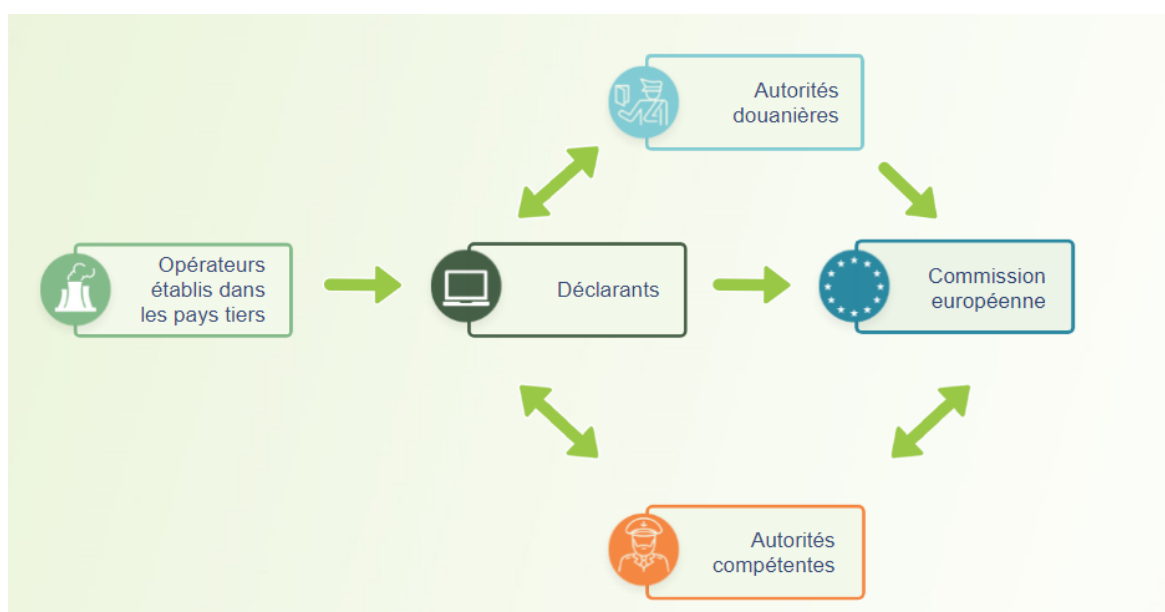 Autorités
douanières
Opérateurs
établis dans
les pays tiers
Déclarants
Commission
européenne
Autorités
compétentes